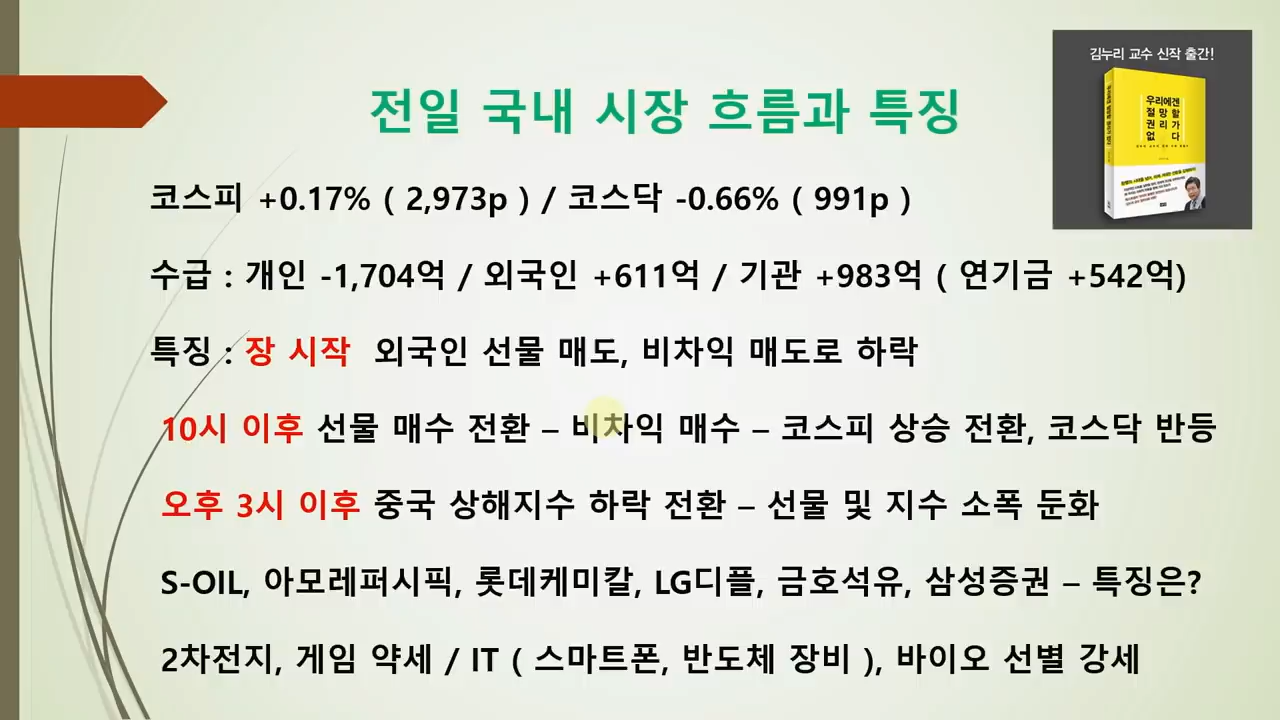 김누리 교수 신작 출간!
우리에겐
절망할
권리가
없다
전일 국내 시장 흐름과 특징
코스피 +0.17% ( 2,973p ) / 코스닥 -0.66% ( 991p )
수급 : 개인 -1,704억 / 외국인 +611억 / 기관 +983억 ( 연기금 +542억)
특징 : 장 시작 외국인 선물 매도, 비차익 매도로 하락
10시 이후 선물 매수 전환 – 비차익 매수 – 코스피 상승 전환, 코스닥 반등
오후 3시 이후 중국 상해지수 하락 전환 – 선물 및 지수 소폭 둔화
S-OIL, 아모레퍼시픽, 롯데케미칼, LG디플, 금호석유, 삼성증권 – 특징은?
2차전지, 게임 약세 / IT ( 스마트폰, 반도체 장비 ), 바이오 선별 강세